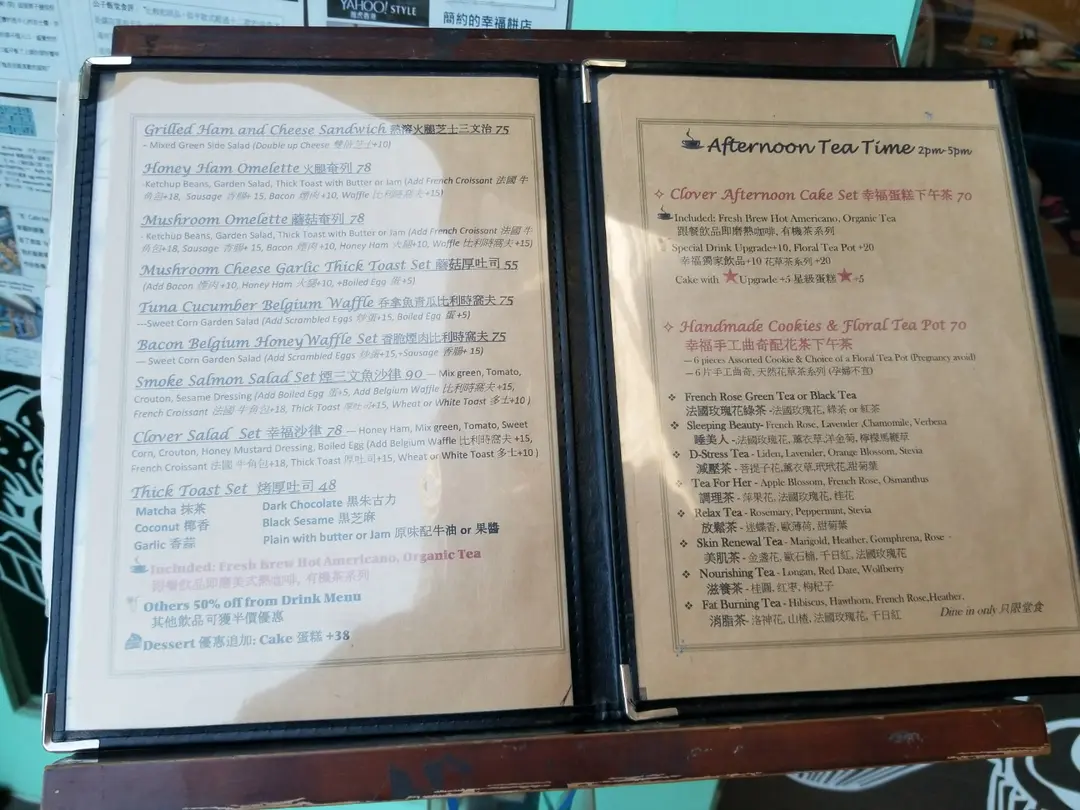 YAHOO! STYLE
雅虎香港
簡約的幸福餅店
Grilled Ham and Cheese Sandwich 熱溶火腿芝士三文治 75
~ Mixed Green Side Salad (Double up Cheese 雙倍芝士+10)
Honey Ham Omelette 火腿奄列 78
-Ketchup Beans, Garden Salad, Thick Toast with Butter or Jam (Add French Croissant 法國 牛
角包+18, Sausage 香腸+ 15, Bacon 煙肉+10, Waffle 比利時窩夫+15)
Mushroom Omelette 蘑菇奄列 78
- Ketchup Beans, Garden Salad, Thick Toast with Butter or Jam (Add French Croissant 法國 牛
角包+18, Sausage 香腸+ 15, Bacon 煙肉+10, Honey Ham 火腿+10, Waffle 比利時窩夫+15)
Mushroom Cheese Garlic Thick Toast Set 蘑菇厚吐司 55
(Add Bacon 煙肉+10, Honey Ham 火腿+10, +Boiled Egg 蛋+5)
Tuna Cucumber Belgium Waffle 吞拿魚青瓜比利時窩夫 75
---Sweet Corn Garden Salad (Add Scrambled Eggs 炒蛋+15, Boiled Egg 蛋+5)
Bacon Belgium Honey Waffle Set 香脆煙肉比利時窩夫 75
— Sweet Corn Garden Salad (Add Scrambled Eggs 炒蛋+15,+Sausage 香腸+ 15)
Smoke Salmon Salad Set 煙三文魚沙律 90 — Mix green, Tomato,
Crouton, Sesame Dressing (Add Boiled Egg 蛋+5, Add Belgium Waffle 比利時窩夫+15,
French Croissant 法國 牛角包+18, Thick Toast 厚吐司+15, Wheat or White Toast 多士+10 )
Clover Salad Set 幸福沙律 78 — Honey Ham, Mix green, Tomato, Sweet
Corn, Crouton, Honey Mustard Dressing, Boiled Egg (Add Belgium Waffle 比利時窩夫 +15,
French Croissant 法國 牛角包+18, Thick Toast 厚吐司+15, Wheat or White Toast 多士+10 )
Thick Toast Set 烤厚吐司 48
Matcha 抹茶 Dark Chocolate 黑朱古力
Coconut 椰香 Black Sesame 黑芝麻
Garlic 香蒜 Plain with butter or Jam 原味配牛油 or 果醬
Included: Fresh Brew Hot Americano, Organic Tea
跟餐飲品即磨美式熱咖啡, 有機茶系列
Others 50% off from Drink Menu
其他飲品可獲半價優惠
Dessert 優惠追加: Cake 蛋糕 +38
Afternoon Tea Time 2pm-5pm
Clover Afternoon Cake Set 幸福蛋糕下午茶 70
Included: Fresh Brew Hot Americano, Organic Tea
跟餐飲品即磨熱咖啡, 有機茶系列
Special Drink Upgrade+10, Floral Tea Pot +20
幸福獨家飲品+10 花草茶系列 +20
Cake with ★Upgrade +5 星級蛋糕★+5
Handmade Cookies & Floral Tea Pot 70
幸福手工曲奇配花茶下午茶
— 6 pieces Assorted Cookie & Choice of a Floral Tea Pot (Pregnancy avoid)
— 6 片手工曲奇, 天然花草茶系列 (孕婦不宜)
French Rose Green Tea or Black Tea
法國玫瑰花綠茶 -法國玫瑰花, 綠茶 or 紅茶
Sleeping Beauty- French Rose, Lavender ,Chamomile, Verbena
睡美人 -法國玫瑰花, 薰衣草,洋金菊, 檸檬馬鞭草
D-Stress Tea - Liden, Lavender, Orange Blossom, Stevia
減壓茶 - 菩提子花,薰衣草,玳玳花,甜菊葉
Tea For Her - Apple Blossom, French Rose, Osmanthus
調理茶 - 萍果花, 法國玫瑰花, 桂花
Relax Tea - Rosemary, Peppermint, Stevia
放鬆茶 - 迷蝶香, 歐薄荷, 甜菊葉
Skin Renewal Tea - Marigold, Heather, Gomphrena, Rose
美肌茶 - 金盞花, 歐石楠, 千日紅, 法國玫瑰花
Nourishing Tea - Longan, Red Date, Wolfberry
滋養茶 - 桂圓, 紅枣, 枸杞子
Fat Burning Tea - Hibiscus, Hawthorn, French Rose,Heather,
消脂茶- 洛神花, 山楂, 法國玫瑰花, 千日紅
Dine in only 只限堂食